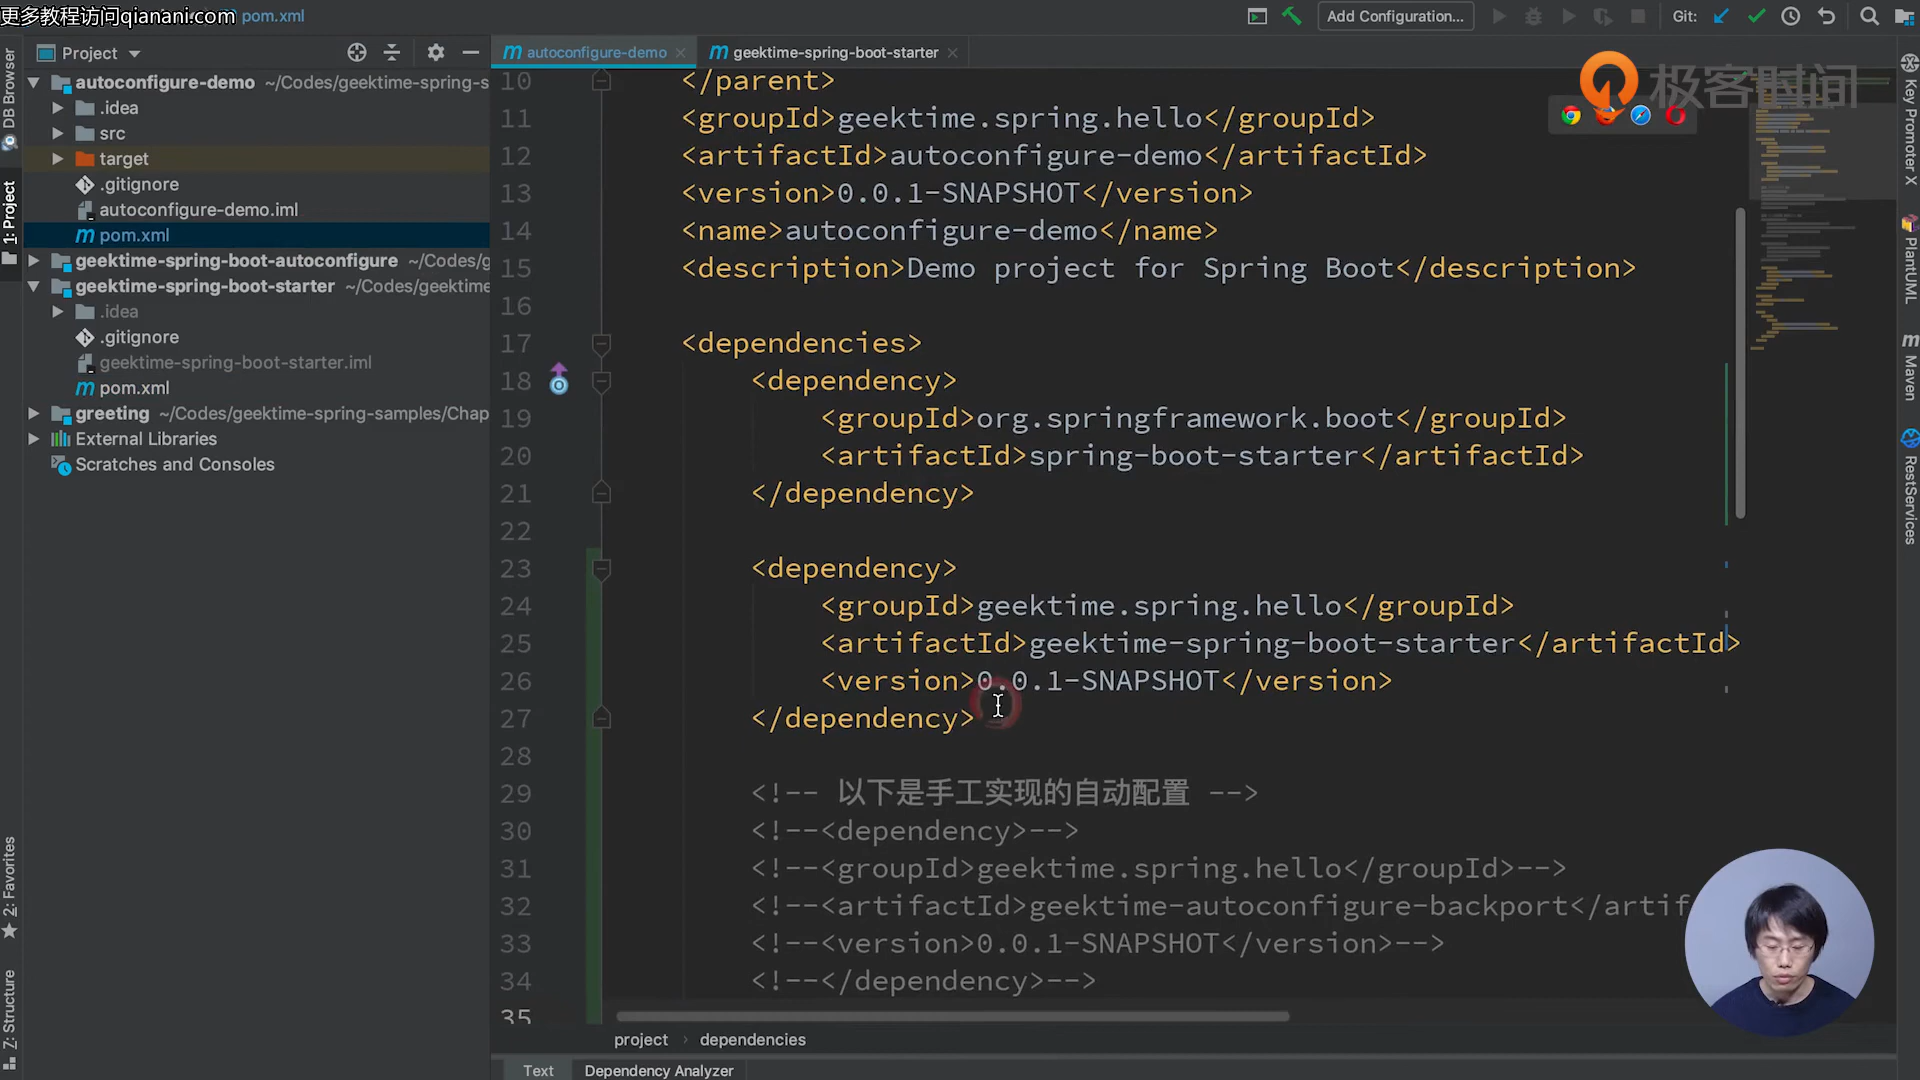 更多教程访问qianani.com
pom.xml
Add Configuration...
Git:
Project
autoconfigure-demo
geektime-spring-boot-starter
autoconfigure-demo ~/Codes/geektime-spring-s
.idea
src
target
.gitignore
autoconfigure-demo.iml
pom.xml
geektime-spring-boot-autoconfigure ~/Codes/g
geektime-spring-boot-starter ~/Codes/geektime
.idea
.gitignore
geektime-spring-boot-starter.iml
pom.xml
greeting ~/Codes/geektime-spring-samples/Chap
External Libraries
Scratches and Consoles
DB Browser
1: Project
2: Favorites
Z: Structure
极客时间
10 </parent>
11 <groupId>geektime.spring.hello</groupId>
12 <artifactId>autoconfigure-demo</artifactId>
13 <version>0.0.1-SNAPSHOT</version>
14 <name>autoconfigure-demo</name>
15 <description>Demo project for Spring Boot</description>
16
17 <dependencies>
18 <dependency>
19 <groupId>org.springframework.boot</groupId>
20 <artifactId>spring-boot-starter</artifactId>
21 </dependency>
22
23 <dependency>
24 <groupId>geektime.spring.hello</groupId>
25 <artifactId>geektime-spring-boot-starter</artifactId>
26 <version>0.0.1-SNAPSHOT</version>
27 </dependency>
28
29 <!-- 以下是手工实现的自动配置 -->
30 <!--<dependency>-->
31 <!--<groupId>geektime.spring.hello</groupId>-->
32 <!--<artifactId>geektime-autoconfigure-backport</artif
33 <!--<version>0.0.1-SNAPSHOT</version>-->
34 <!--</dependency>-->
35
project › dependencies
Text
Dependency Analyzer
Key Promoter X
PlantUML
Maven
RestServices